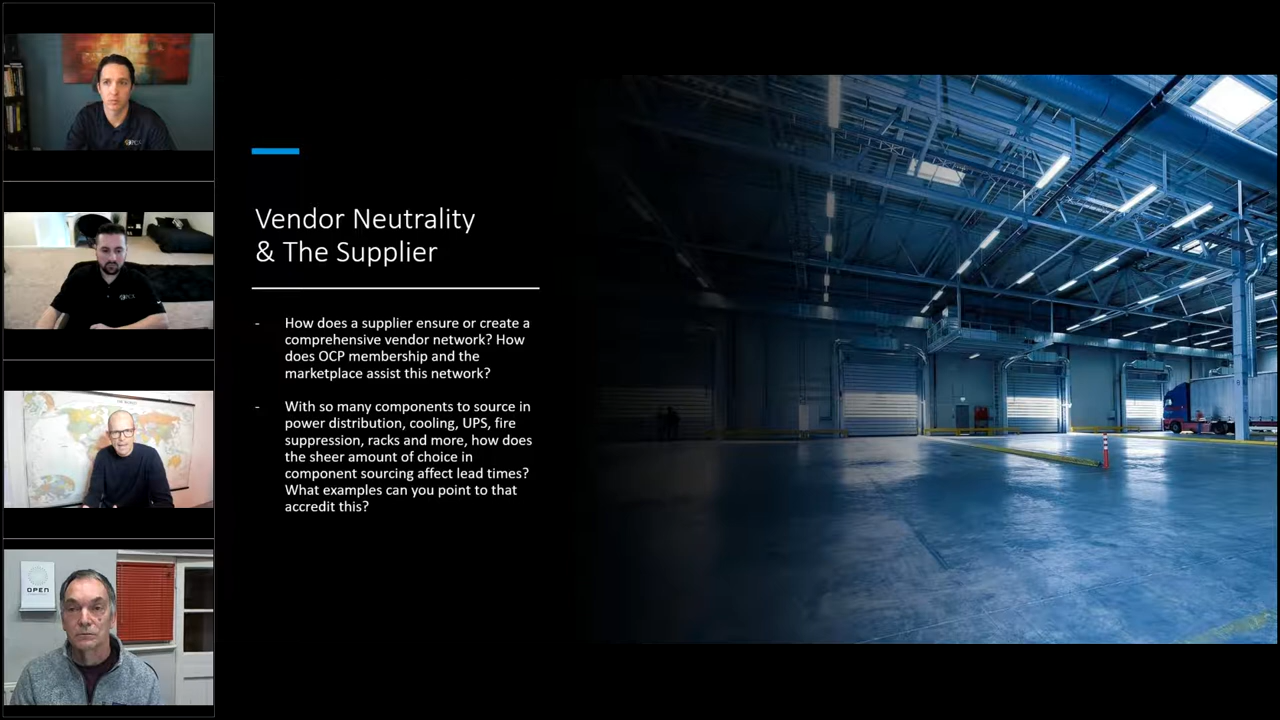 OPEN
Vendor Neutrality
& The Supplier
- How does a supplier ensure or create a
comprehensive vendor network? How
does OCP membership and the
marketplace assist this network?
- With so many components to source in
power distribution, cooling, UPS, fire
suppression, racks and more, how does
the sheer amount of choice in
component sourcing affect lead times?
What examples can you point to that
accredit this?